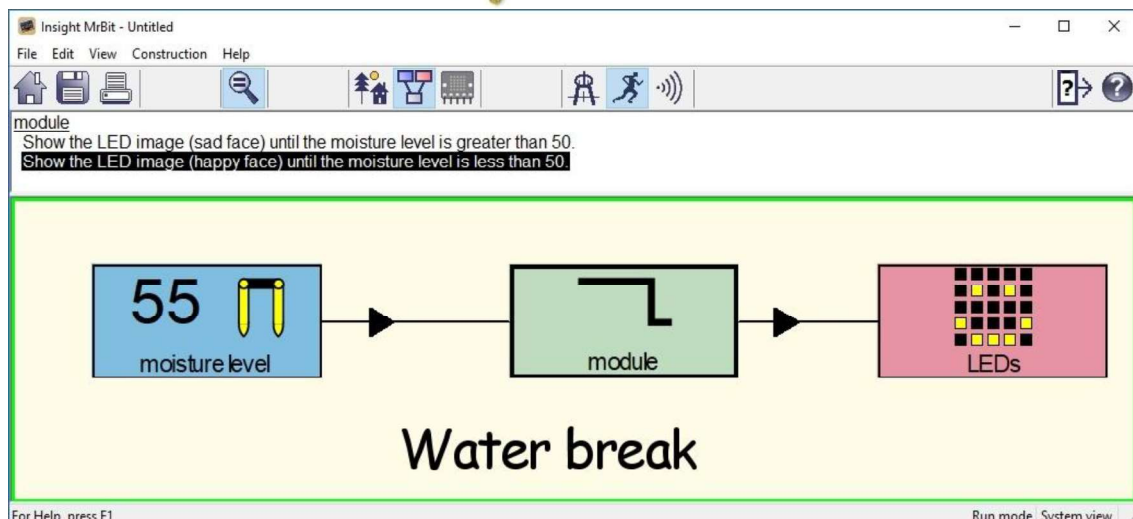 Insight MrBit - Untitled
File Edit View Construction Help
module
Show the LED image (sad face) until the moisture level is greater than 50.
Show the LED image (happy face) until the moisture level is less than 50.
55
moisture level
module
LEDs
Water break
For Help, press F1
Run mode System view